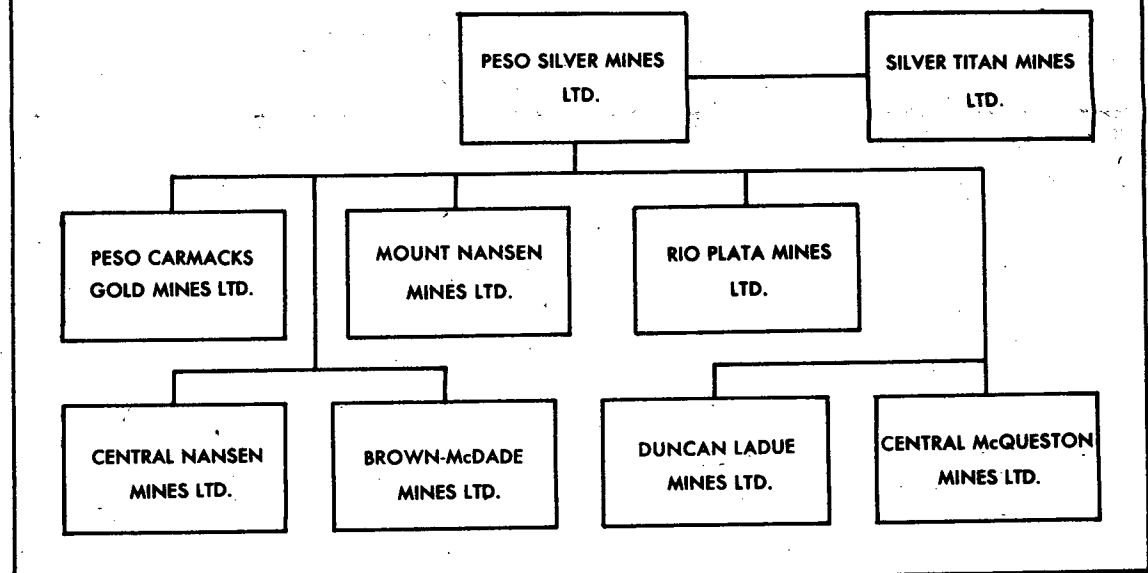 PESO SILVER MINES
LTD.
SILVER TITAN MINES
LTD.
PESO CARMACKS
GOLD MINES LTD.
MOUNT NANSEN
MINES LTD.
RIO PLATA MINES
LTD.
CENTRAL NANSEN
MINES LTD.
BROWN-McDADE
MINES LTD.
DUNCAN LADUE
MINES LTD.
CENTRAL McQUESTON
MINES LTD.